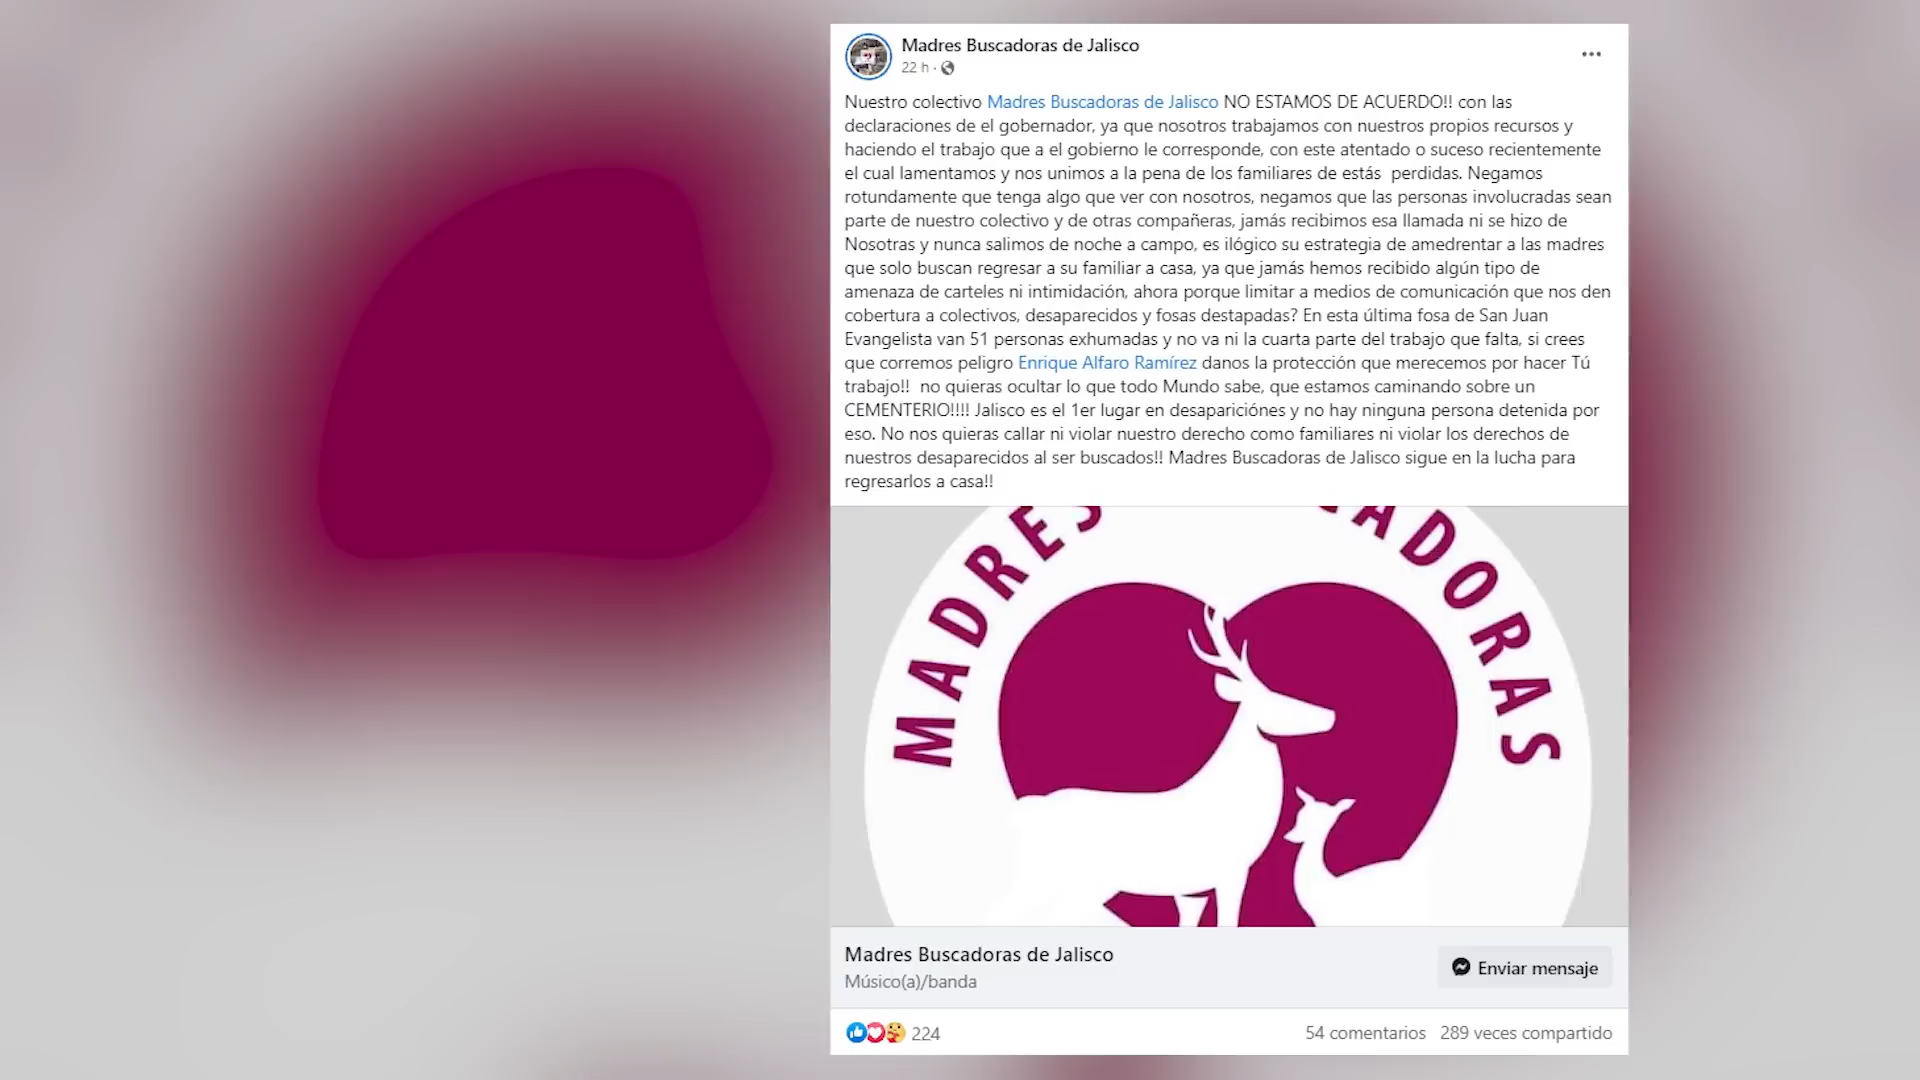 Madres Buscadoras de Jalisco
22 h ·
Nuestro colectivo Madres Buscadoras de Jalisco NO ESTAMOS DE ACUERDO!! con las
declaraciones de el gobernador, ya que nosotros trabajamos con nuestros propios recursos y
haciendo el trabajo que a el gobierno le corresponde, con este atentado o suceso recientemente
el cual lamentamos y nos unimos a la pena de los familiares de estás  perdidas. Negamos
rotundamente que tenga algo que ver con nosotros, negamos que las personas involucradas sean
parte de nuestro colectivo y de otras compañeras, jamás recibimos esa llamada ni se hizo de
Nosotras y nunca salimos de noche a campo, es ilógico su estrategia de amedrentar a las madres
que solo buscan regresar a su familiar a casa, ya que jamás hemos recibido algún tipo de
amenaza de carteles ni intimidación, ahora porque limitar a medios de comunicación que nos den
cobertura a colectivos, desaparecidos y fosas destapadas? En esta última fosa de San Juan
Evangelista van 51 personas exhumadas y no va ni la cuarta parte del trabajo que falta, si crees
que corremos peligro Enrique Alfaro Ramírez danos la protección que merecemos por hacer Tú
trabajo!!  no quieras ocultar lo que todo Mundo sabe, que estamos caminando sobre un
CEMENTERIO!!!! Jalisco es el 1er lugar en desapariciónes y no hay ninguna persona detenida por
eso. No nos quieras callar ni violar nuestro derecho como familiares ni violar los derechos de
nuestros desaparecidos al ser buscados!! Madres Buscadoras de Jalisco sigue en la lucha para
regresarlos a casa!!
MADRES CADORAS
Madres Buscadoras de Jalisco
Músico(a)/banda
Enviar mensaje
224
54 comentarios 289 veces compartido